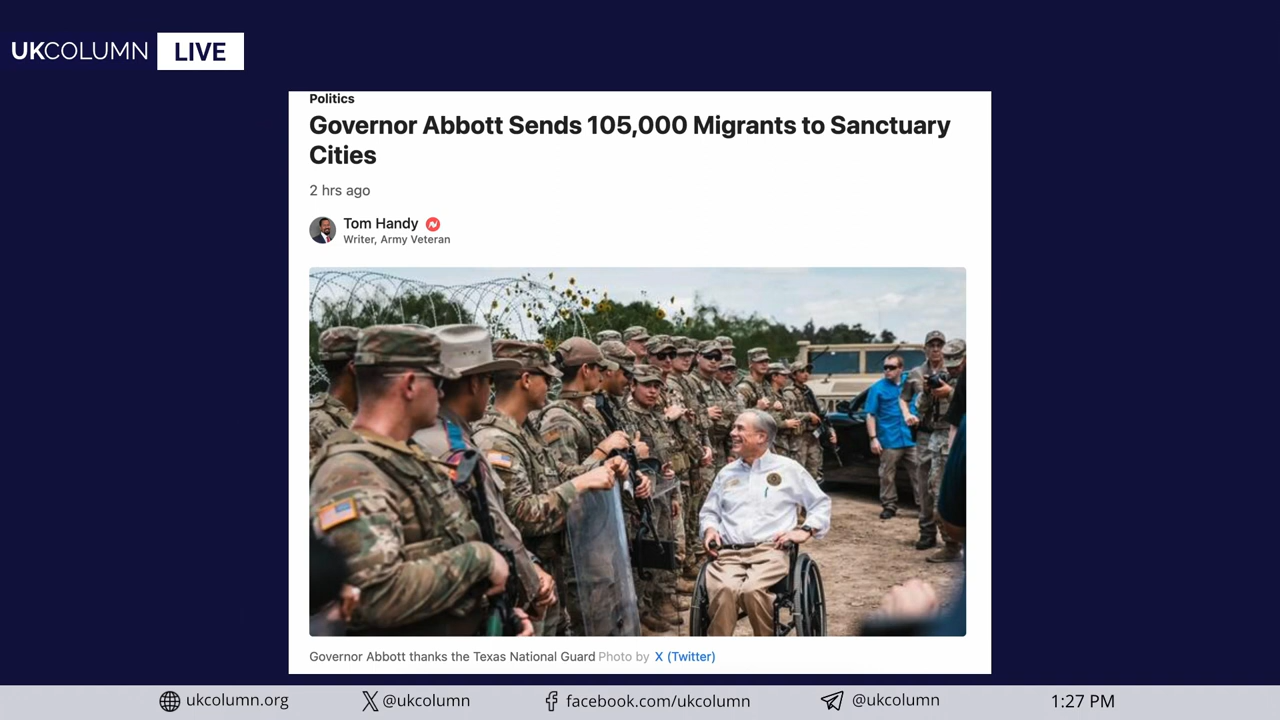 UKCOLUMN LIVE
Politics
Governor Abbott Sends 105,000 Migrants to Sanctuary
Cities
2 hrs ago
Tom Handy
Writer, Army Veteran
Governor Abbott thanks the Texas National Guard Photo by X (Twitter)
ukcolumn.org @ukcolumn facebook.com/ukcolumn @ukcolumn 1:27 PM